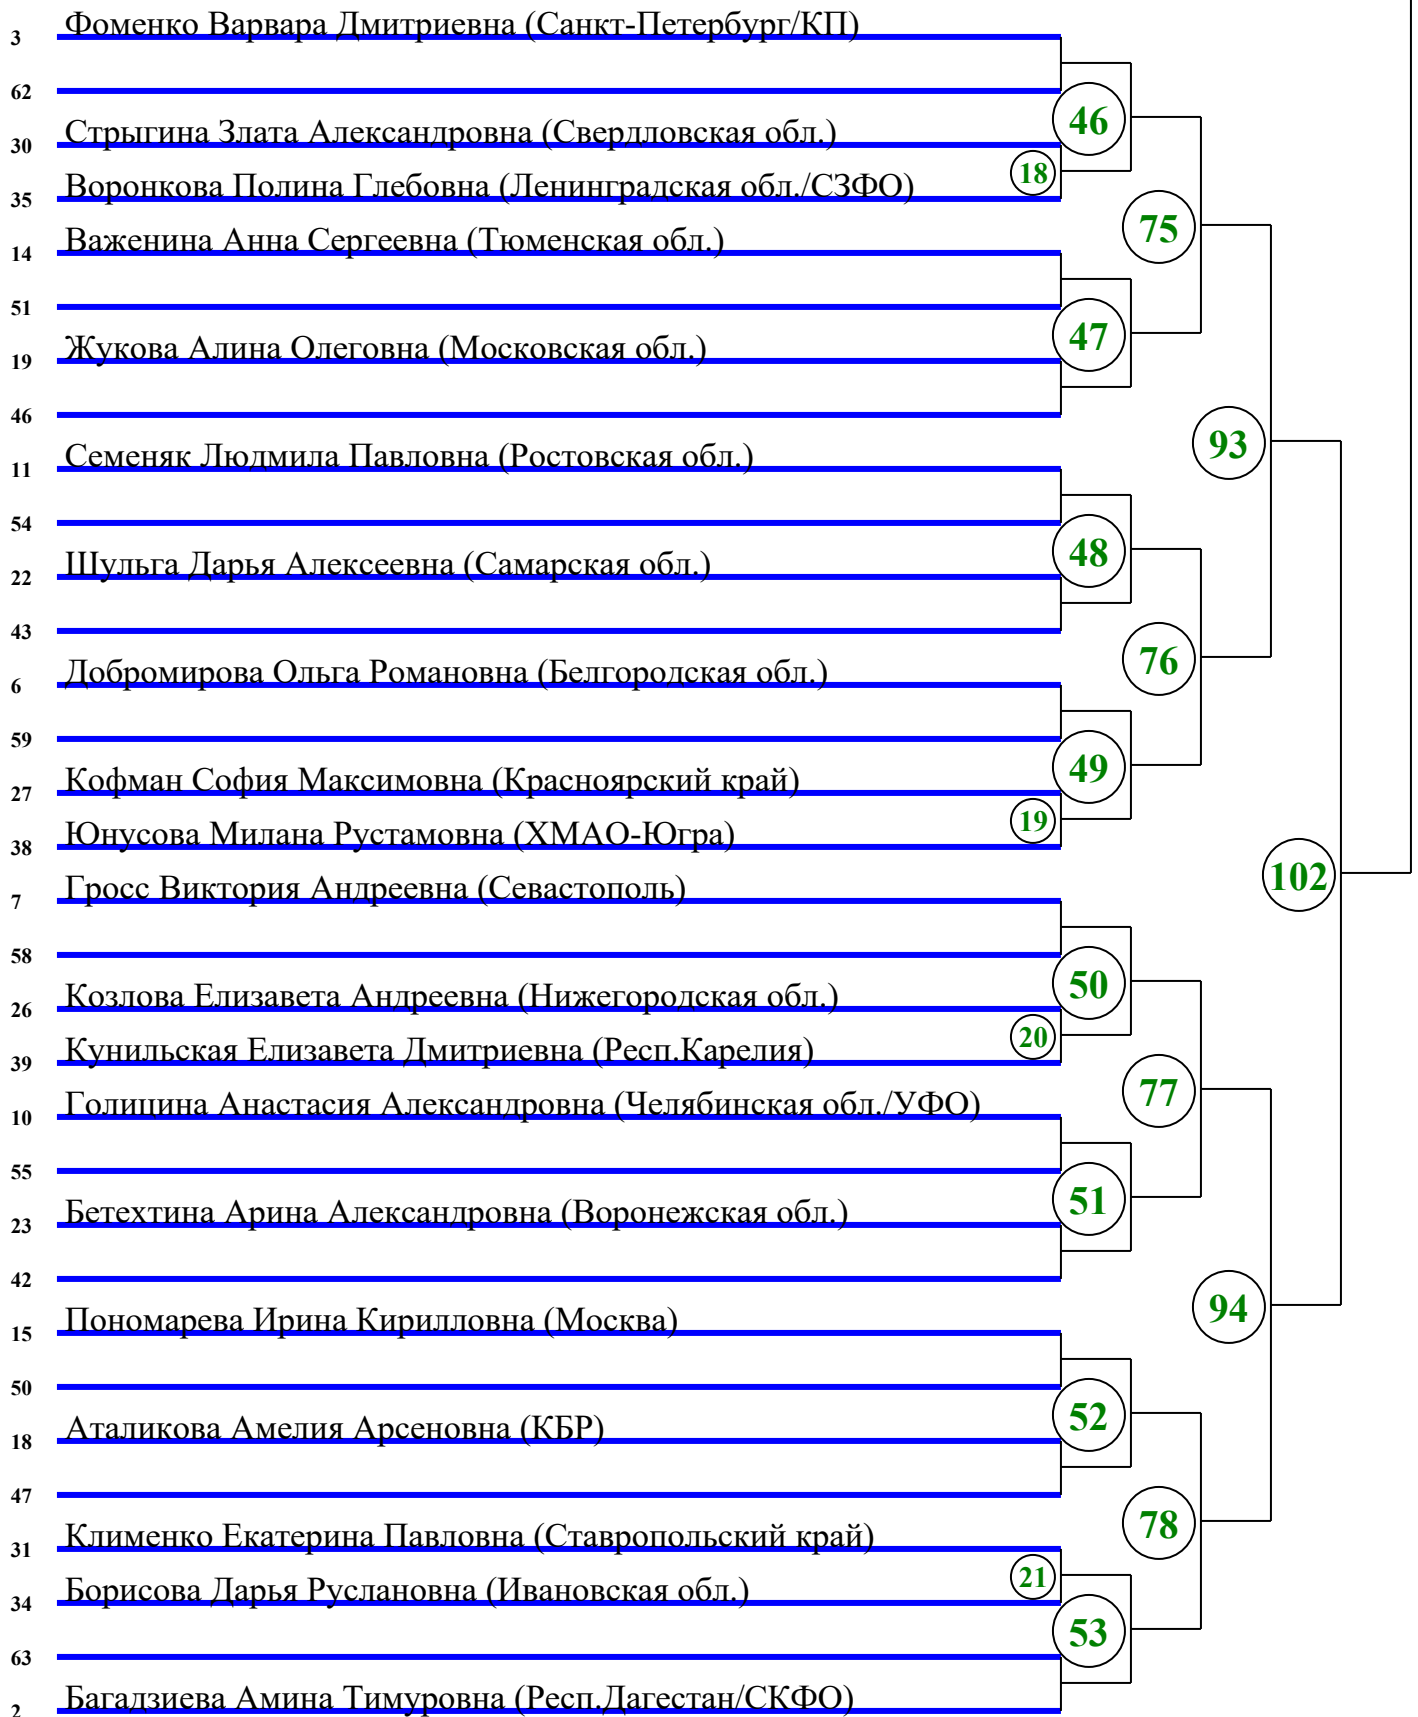 3 Фоменко Варвара Дмитриевна (Санкт-Петербург/КП)
62
46
30 Стрыгина Злата Александровна (Свердловская обл.)
18
35 Воронкова Полина Глебовна (Ленинградская обл./СЗФО)
75
14 Важенина Анна Сергеевна (Тюменская обл.)
51
47
19 Жукова Алина Олеговна (Московская обл.)
46
93
11 Семеняк Людмила Павловна (Ростовская обл.)
54
48
22 Шульга Дарья Алексеевна (Самарская обл.)
43
76
6 Добромирова Ольга Романовна (Белгородская обл.)
59
49
27 Кофман София Максимовна (Красноярский край)
19
38 Юнусова Милана Рустамовна (ХМАО-Югра)
102
7 Гросс Виктория Андреевна (Севастополь)
58
50
26 Козлова Елизавета Андреевна (Нижегородская обл.)
20
39 Кунильская Елизавета Дмитриевна (Респ.Карелия)
77
10 Голицина Анастасия Александровна (Челябинская обл./УФО)
55
51
23 Бетехтина Арина Александровна (Воронежская обл.)
42
94
15 Пономарева Ирина Кирилловна (Москва)
50
52
18 Аталикова Амелия Арсеновна (КБР)
47
78
31 Клименко Екатерина Павловна (Ставропольский край)
21
34 Борисова Дарья Руслановна (Ивановская обл.)
53
63
2 Багадзиева Амина Тимуровна (Респ.Дагестан/СКФО)